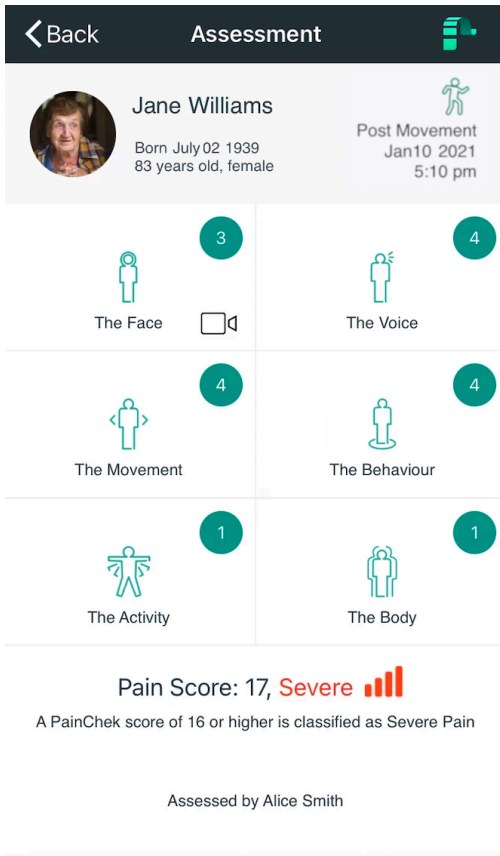 Back
Assessment
Jane Williams
Born July 02 1939
83 years old, female
Post Movement
Jan10 2021
5:10 pm
3
The Face
4
The Voice
4
The Movement
4
The Behaviour
1
The Activity
1
The Body
Pain Score: 17, Severe
A PainChek score of 16 or higher is classified as Severe Pain
Assessed by Alice Smith